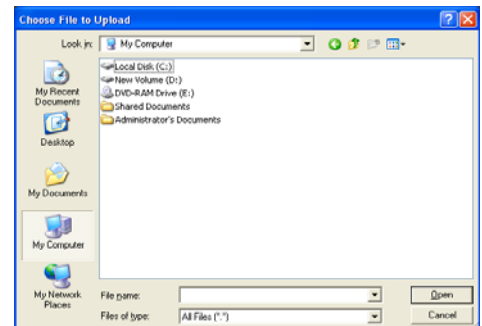 Choose File to Upload
Look in: My Computer
Local Disk (C:)
New Volume (D:)
DVD-RAM Drive (E:)
Shared Documents
Administrator's Documents
My Recent
Documents
Desktop
My Documents
My Computer
My Network
Places
File name: Open
Files of type: All Files (*.*) Cancel